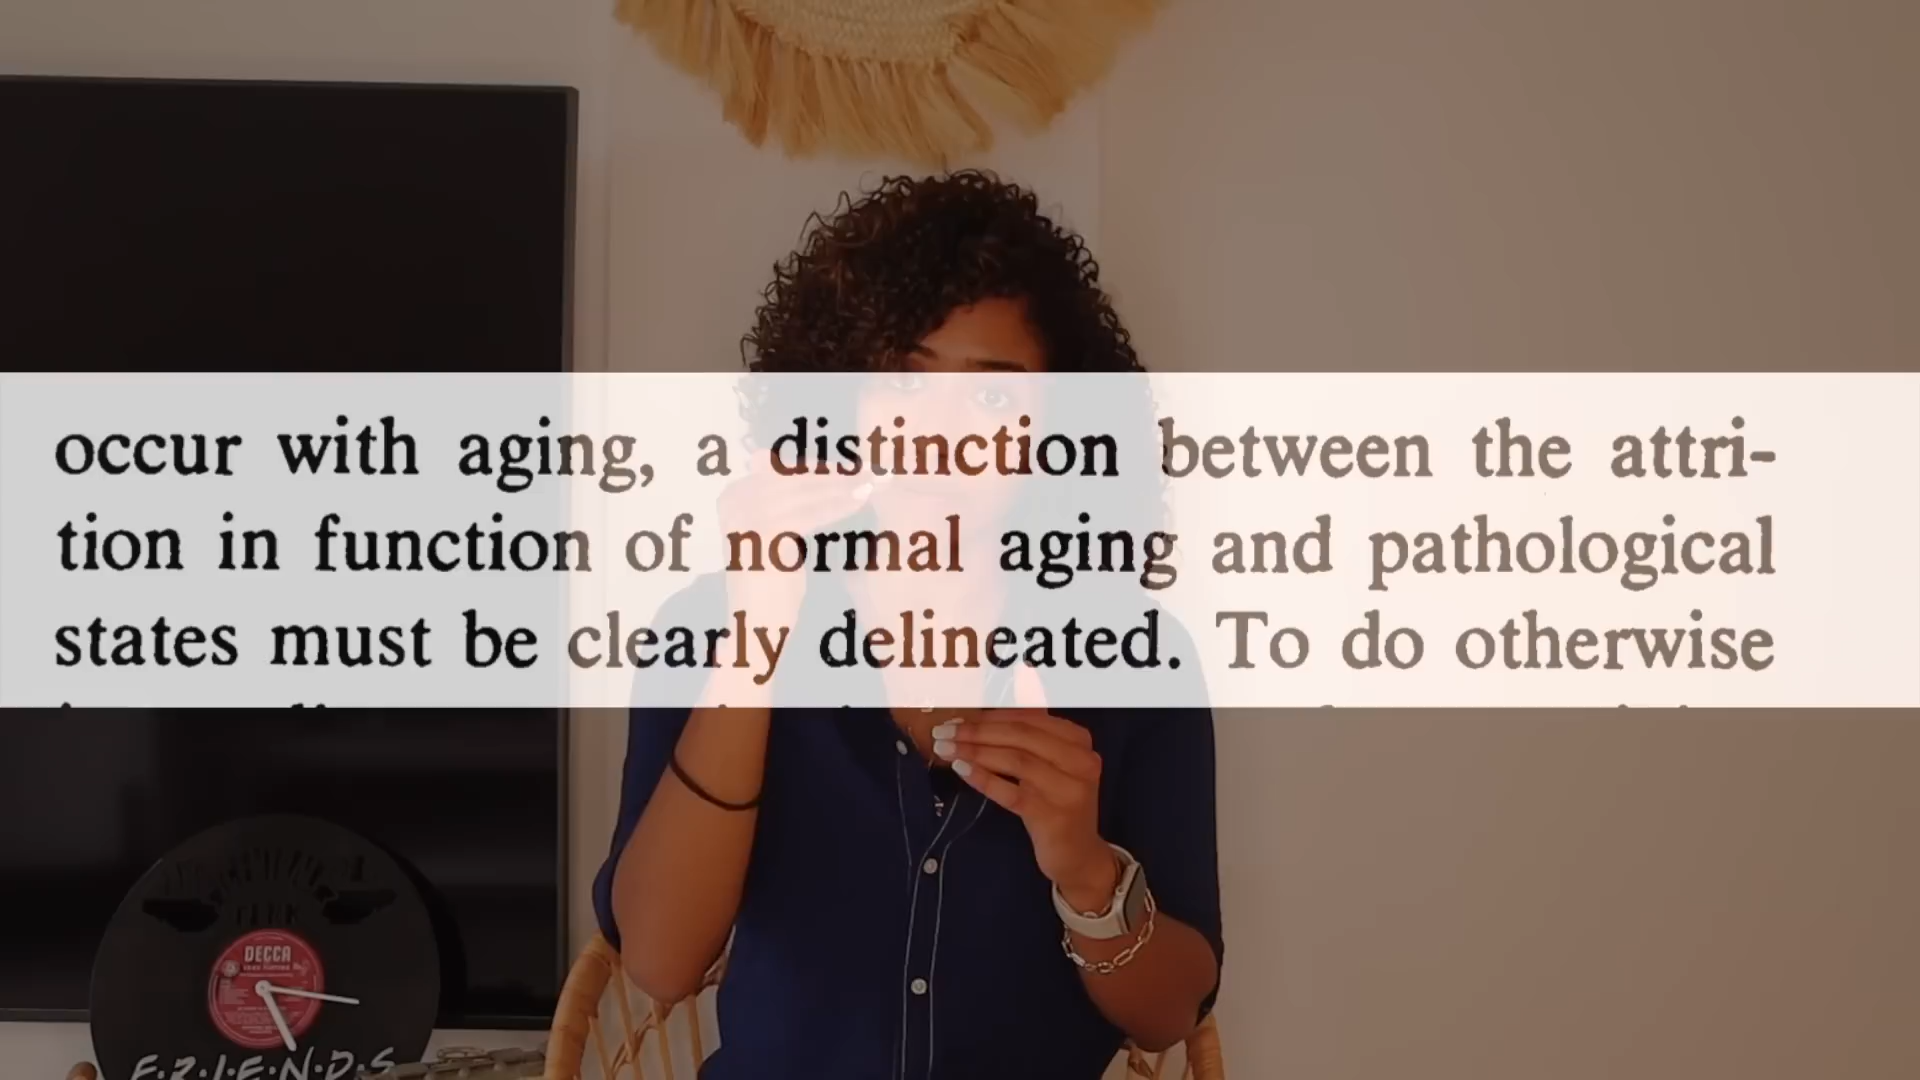 occur with aging, a distinction between the attri-
tion in function of normal aging and pathological
states must be clearly delineated. To do otherwise
DECCA
F·R·I·E·N·D·S